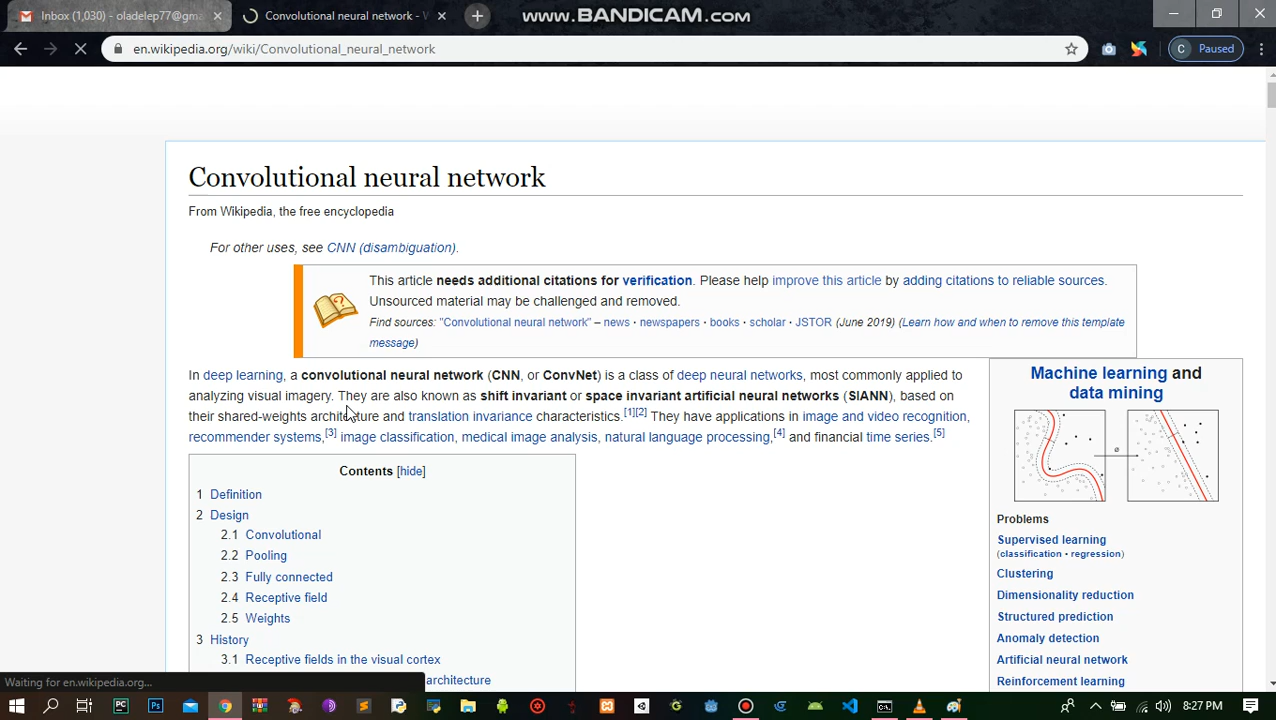 Inbox (1,030) - oladelep77@gma
Convolutional neural network - W
www.BANDICAM.com
en.wikipedia.org/wiki/Convolutional_neural_network
C Paused
Convolutional neural network
From Wikipedia, the free encyclopedia
For other uses, see CNN (disambiguation).
This article needs additional citations for verification. Please help improve this article by adding citations to reliable sources.
Unsourced material may be challenged and removed.
Find sources: "Convolutional neural network" – news · newspapers · books · scholar · JSTOR (June 2019) (Learn how and when to remove this template
message)
In deep learning, a convolutional neural network (CNN, or ConvNet) is a class of deep neural networks, most commonly applied to
analyzing visual imagery. They are also known as shift invariant or space invariant artificial neural networks (SIANN), based on
their shared-weights architecture and translation invariance characteristics.[1][2] They have applications in image and video recognition,
recommender systems,[3] image classification, medical image analysis, natural language processing,[4] and financial time series.[5]
Contents [hide]
1 Definition
2 Design
2.1 Convolutional
2.2 Pooling
2.3 Fully connected
2.4 Receptive field
2.5 Weights
3 History
3.1 Receptive fields in the visual cortex
architecture
Machine learning and
data mining
Problems
Supervised learning
(classification • regression)
Clustering
Dimensionality reduction
Structured prediction
Anomaly detection
Artificial neural network
Reinforcement learning
Waiting for en.wikipedia.org...
8:27 PM